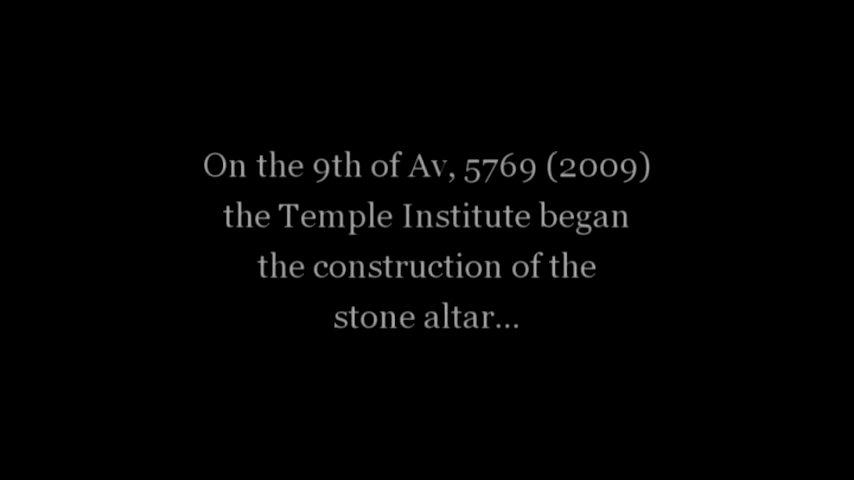 On the 9th of Av, 5769 (2009)
the Temple Institute began
the construction of the
stone altar...